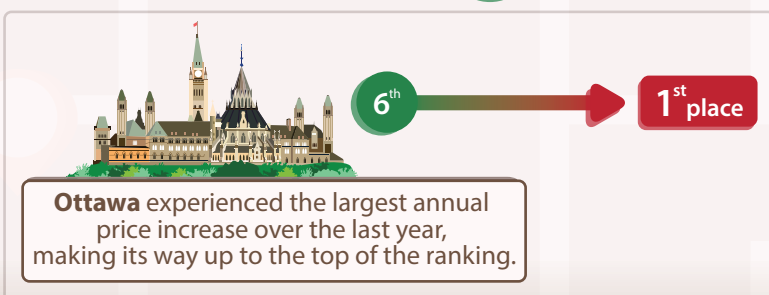 6th
1st place
Ottawa experienced the largest annual
price increase over the last year,
making its way up to the top of the ranking.